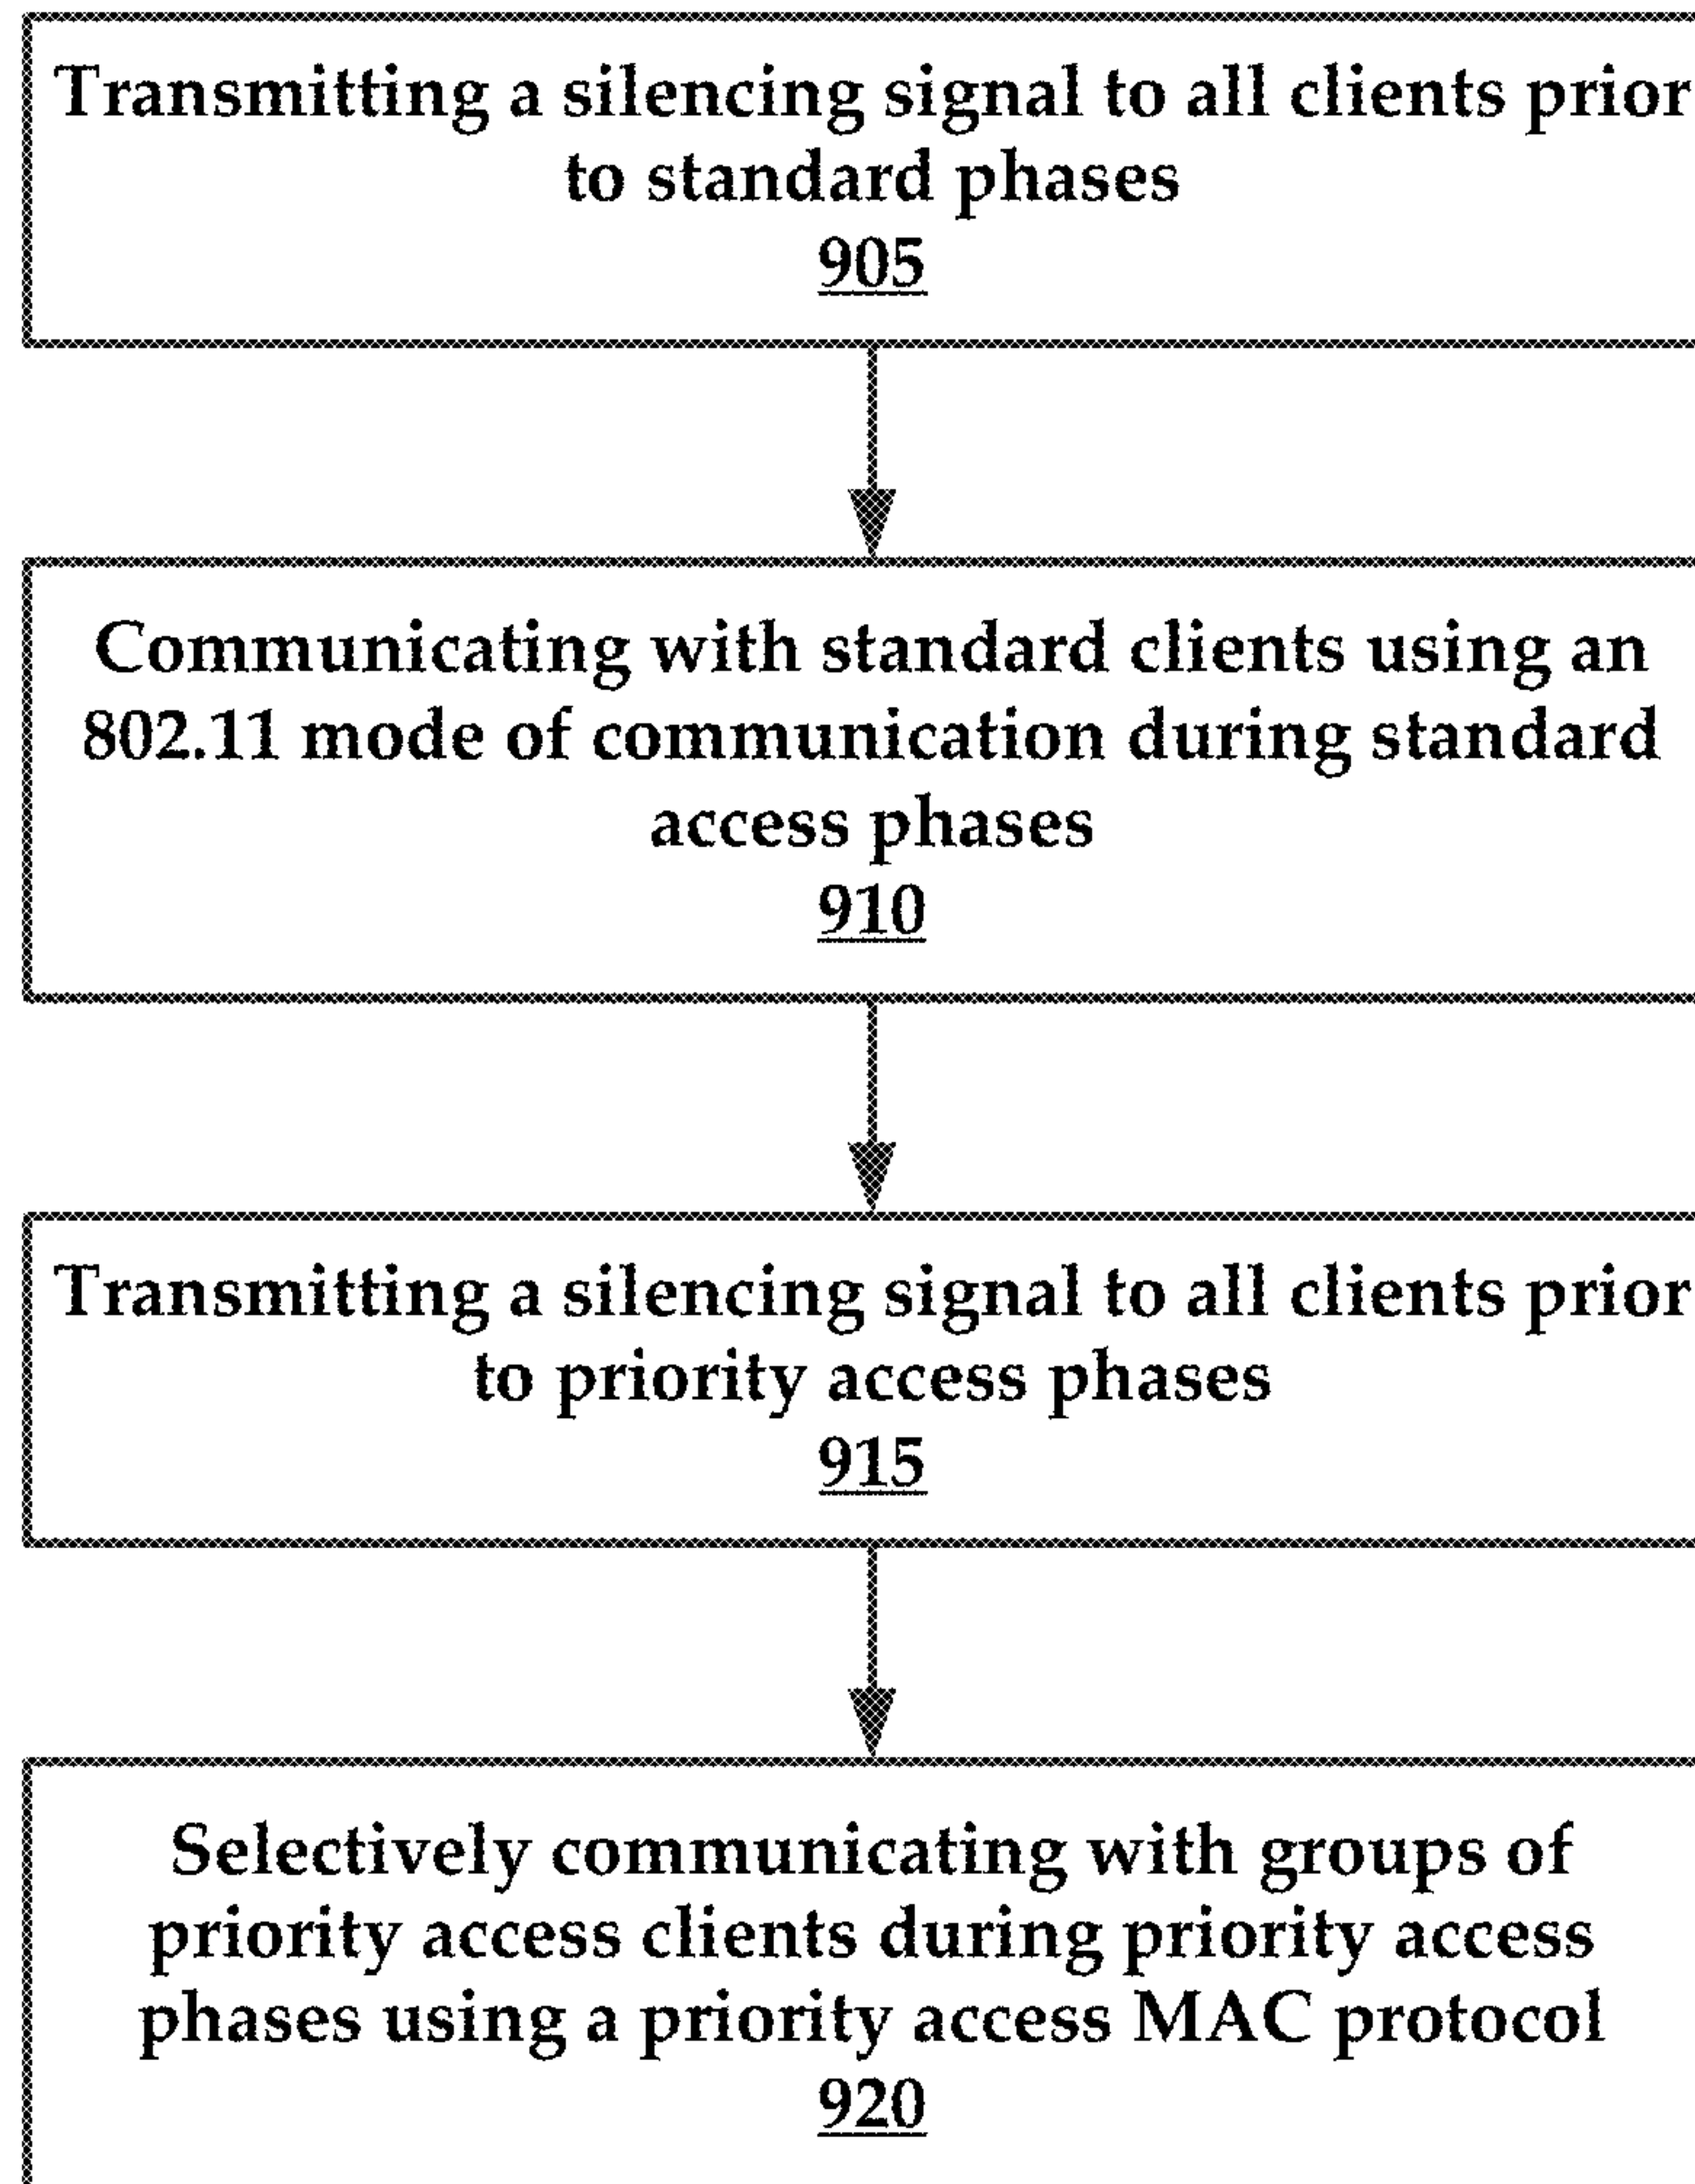 Transmitting a silencing signal to all clients prior
to standard phases
905
Communicating with standard clients using an
802.11 mode of communication during standard
access phases
910
Transmitting a silencing signal to all clients prior
to priority access phases
915
Selectively communicating with groups of
priority access clients during priority access
phases using a priority access MAC protocol
920